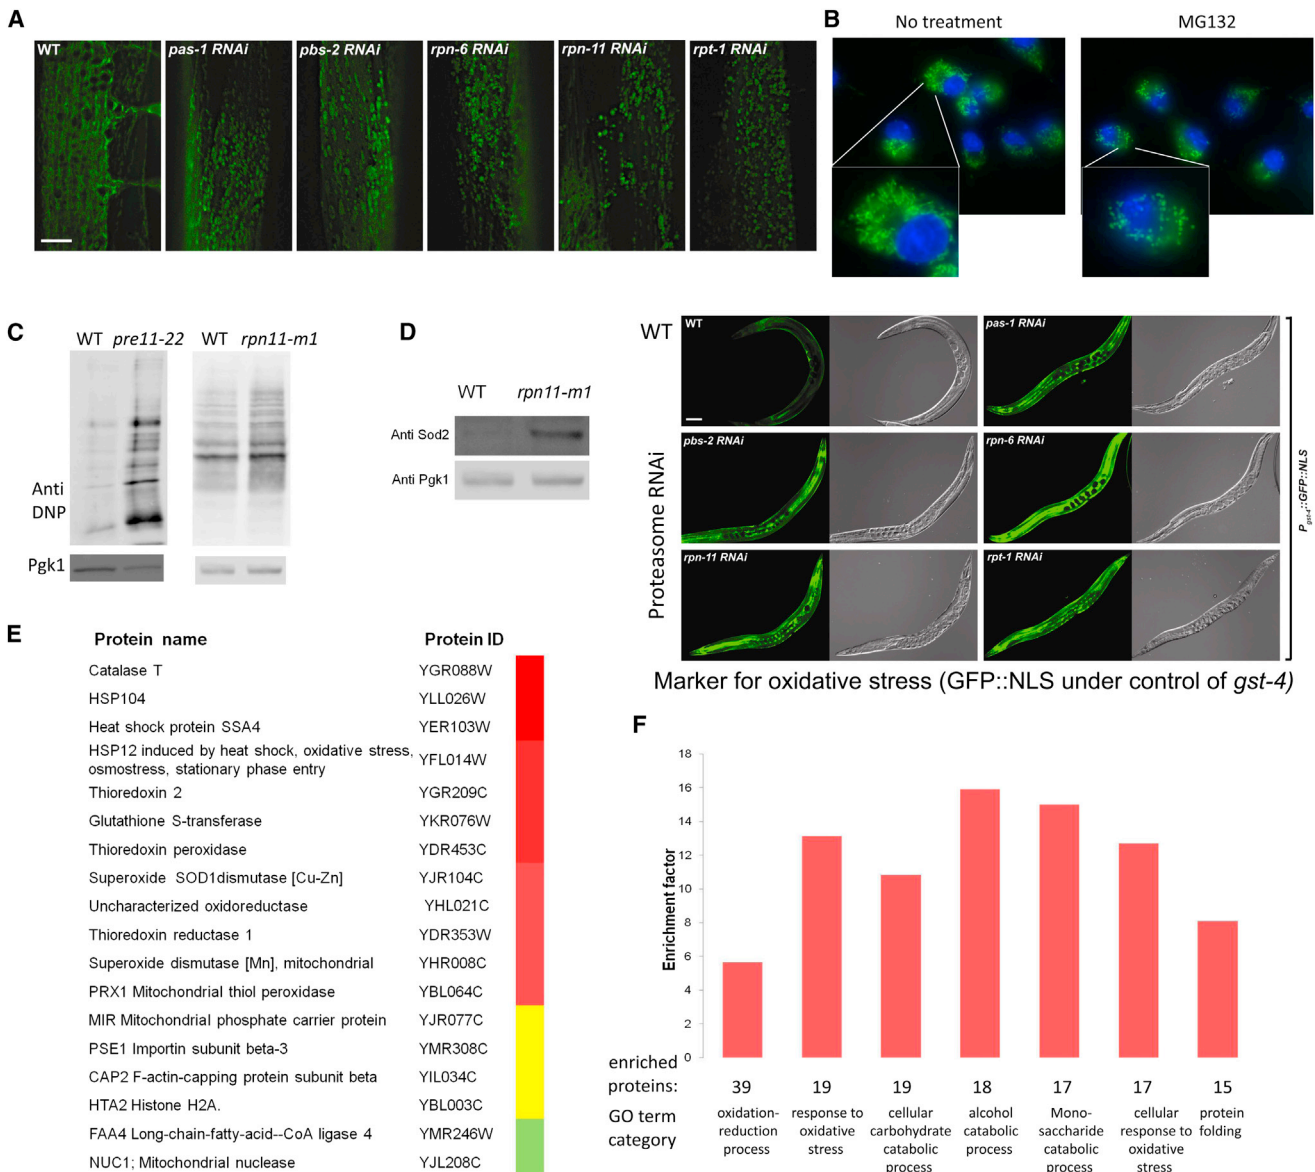 A
WT
pas-1 RNAi
pbs-2 RNAi
rpn-6 RNAi
rpn-11 RNAi
rpt-1 RNAi
B
No treatment
MG132
C
WT pre11-22
WT rpn11-m1
Anti
DNP
Pgk1
D
WT rpn11-m1
Anti Sod2
Anti Pgk1
WT
Proteasome RNAi
WT
pas-1 RNAi
pbs-2 RNAi
rpn-6 RNAi
rpn-11 RNAi
rpt-1 RNAi
P gst-4::GFP::NLS
Marker for oxidative stress (GFP::NLS under control of gst-4)
E
Protein name Protein ID
Catalase T YGR088W
HSP104 YLL026W
Heat shock protein SSA4 YER103W
HSP12 induced by heat shock, oxidative stress,
osmostress, stationary phase entry YFL014W
Thioredoxin 2 YGR209C
Glutathione S-transferase YKR076W
Thioredoxin peroxidase YDR453C
Superoxide SOD1dismutase [Cu-Zn] YJR104C
Uncharacterized oxidoreductase YHL021C
Thioredoxin reductase 1 YDR353W
Superoxide dismutase [Mn], mitochondrial YHR008C
PRX1 Mitochondrial thiol peroxidase YBL064C
MIR Mitochondrial phosphate carrier protein YJR077C
PSE1 Importin subunit beta-3 YMR308C
CAP2 F-actin-capping protein subunit beta YIL034C
HTA2 Histone H2A. YBL003C
FAA4 Long-chain-fatty-acid--CoA ligase 4 YMR246W
NUC1; Mitochondrial nuclease YJL208C
F
Enrichment factor
18
16
14
12
10
8
6
4
2
0
enriched
proteins:
39 19 19 18 17 17 15
GO term
category
oxidation-
reduction
process
response to
oxidative
stress
cellular
carbohydrate
catabolic
process
alcohol
catabolic
process
Mono-
saccharide
catabolic
process
cellular
response to
oxidative
stress
protein
folding